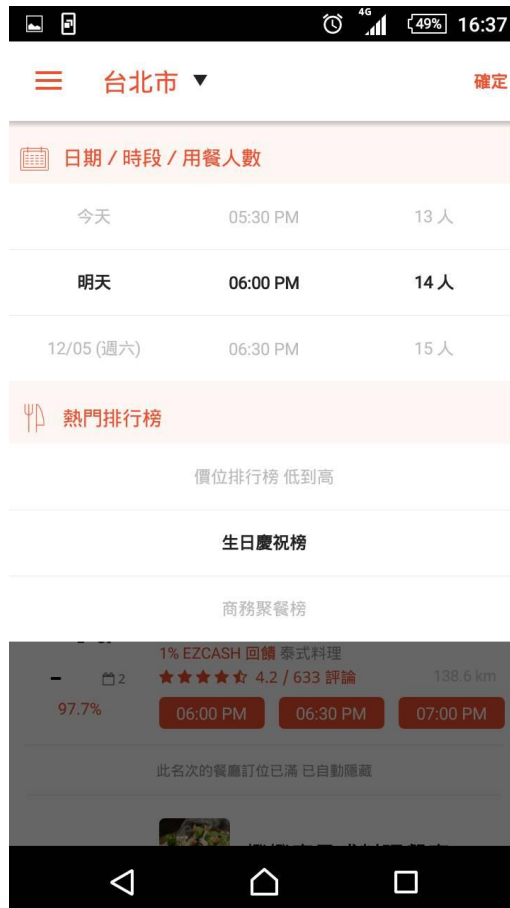 4G 49% 16:37
台北市 ▼ 確定
日期 / 時段 / 用餐人數
今天 05:30 PM 13 人
明天 06:00 PM 14 人
12/05 (週六) 06:30 PM 15 人
熱門排行榜
價位排行榜 低到高
生日慶祝榜
商務聚餐榜
1% EZCASH 回饋 泰式料理
2 4.2 / 633 評論 138.6 km
97.7% 06:00 PM 06:30 PM 07:00 PM
此名次的餐廳訂位已滿 已自動隱藏